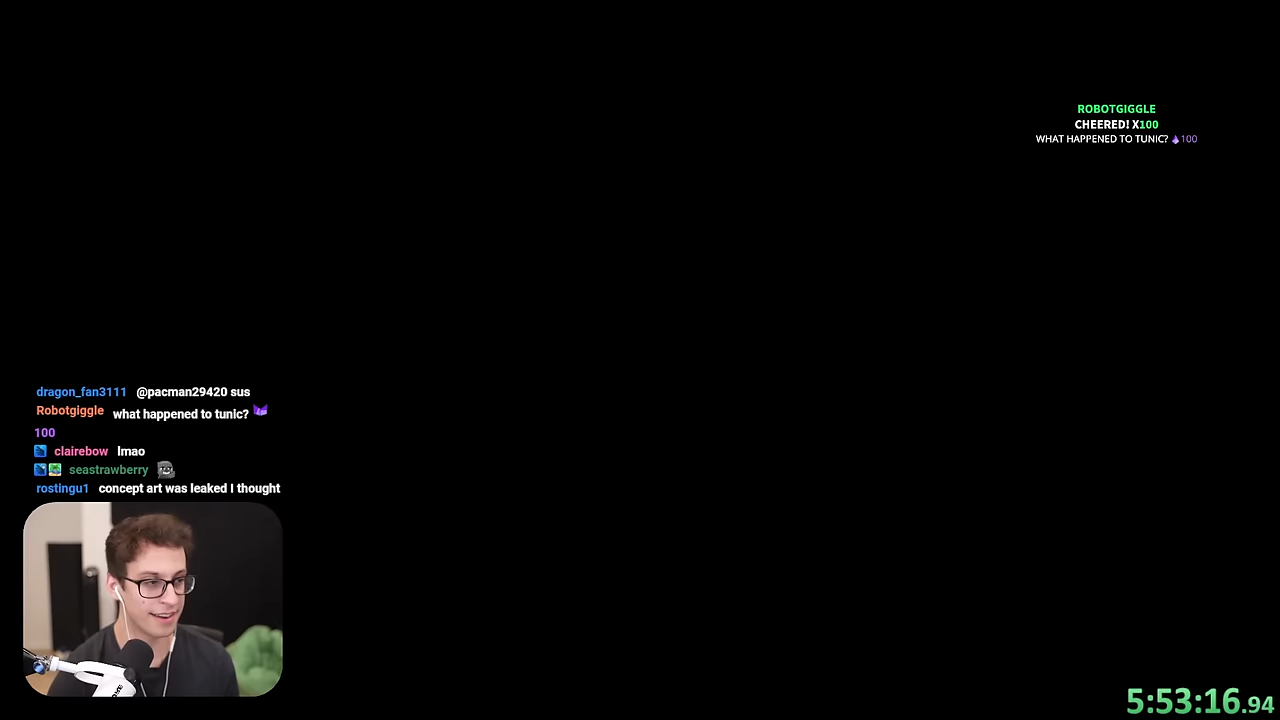 ROBOTGIGGLE
CHEERED! X100
WHAT HAPPENED TO TUNIC? 100
dragon_fan3111 @pacman29420 sus
Robotgiggle what happened to tunic?
100
clairebow lmao
seastrawberry
rostingu1 concept art was leaked I thought
5:53:16.94